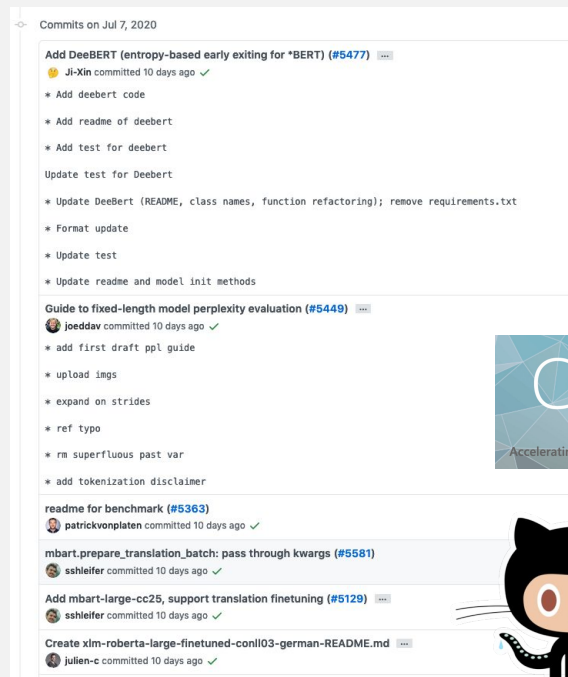 Commits on Jul 7, 2020
Add DeeBERT (entropy-based early exiting for *BERT) (#5477) ...
Ji-Xin committed 10 days ago ✓
* Add deebert code
* Add readme of deebert
* Add test for deebert
Update test for Deebert
* Update DeeBert (README, class names, function refactoring); remove requirements.txt
* Format update
* Update test
* Update readme and model init methods
Guide to fixed-length model perplexity evaluation (#5449) ...
joeddav committed 10 days ago ✓
* add first draft ppl guide
* upload imgs
* expand on strides
* ref typo
* rm superfluous past var
* add tokenization disclaimer
readme for benchmark (#5363)
patrickvonplaten committed 10 days ago ✓
mbart.prepare_translation_batch: pass through kwargs (#5581)
sshleifer committed 10 days ago ✓
Add mbart-large-cc25, support translation finetuning (#5129) ...
sshleifer committed 10 days ago ✓
Create xlm-roberta-large-finetuned-conll03-german-README.md ...
julien-c committed 10 days ago ✓